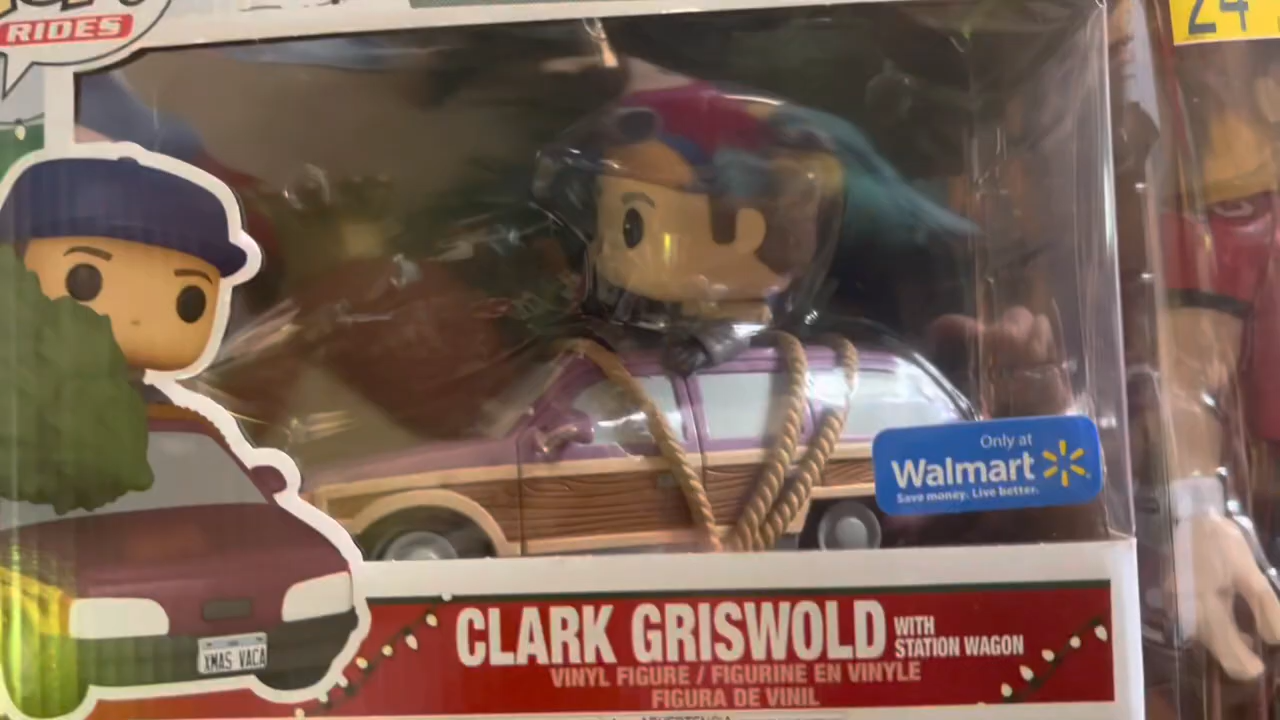 RIDES
24
Only at
Walmart
Save money. Live better.
XMAS VACA
CLARK GRISWOLD WITH
STATION WAGON
VINYL FIGURE / FIGURINE EN VINYLE
FIGURA DE VINIL